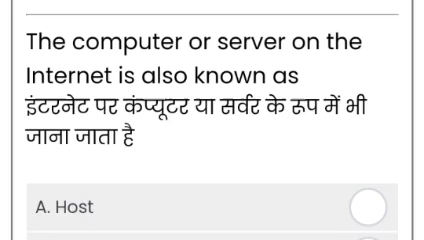 The computer or server on the
Internet is also known as
इंटरनेट पर कंप्यूटर या सर्वर के रूप में भी
जाना जाता है
A. Host